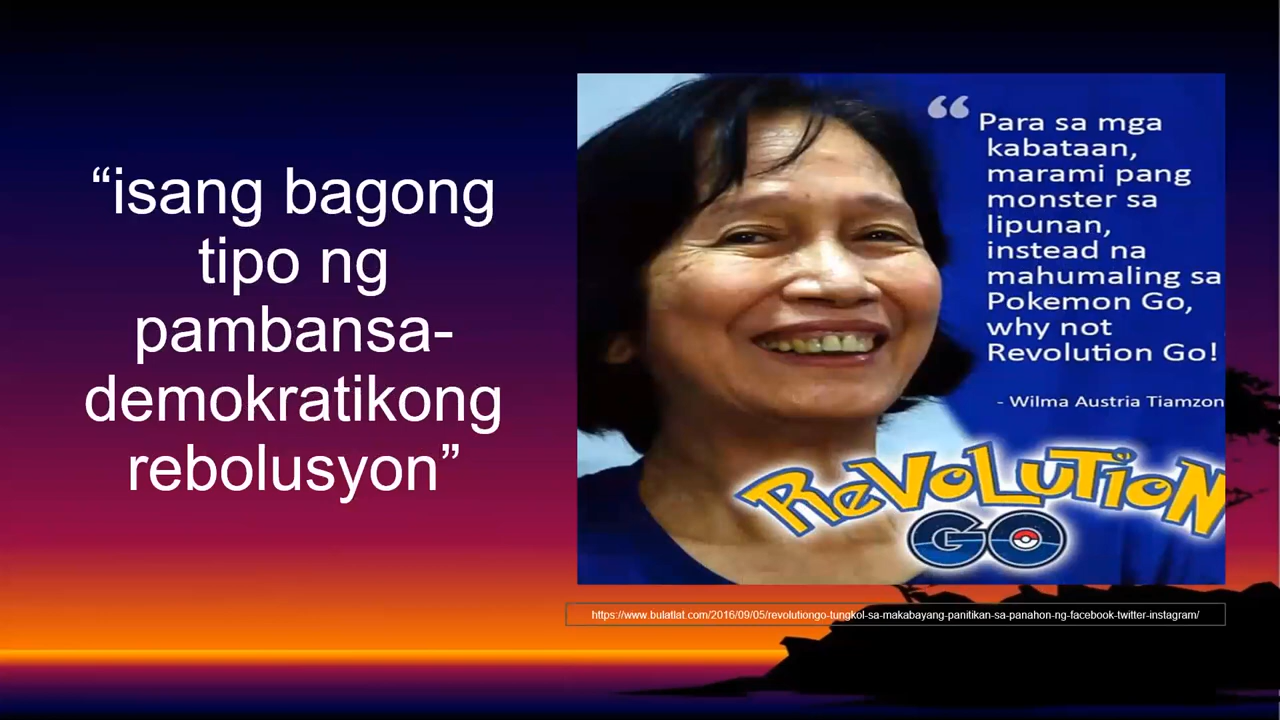 “isang bagong
tipo ng
pambansa-
demokratikong
rebolusyon”
“ Para sa mga
kabataan,
marami pang
monster sa
lipunan,
instead na
mahumaling sa
Pokemon Go,
why not
Revolution Go!
- Wilma Austria Tiamzon
REVOLUTION
GO
https://www.bulatlat.com/2016/09/05/revolutiongo-tungkol-sa-makabayang-panitikan-sa-panahon-ng-facebook-twitter-instagram/